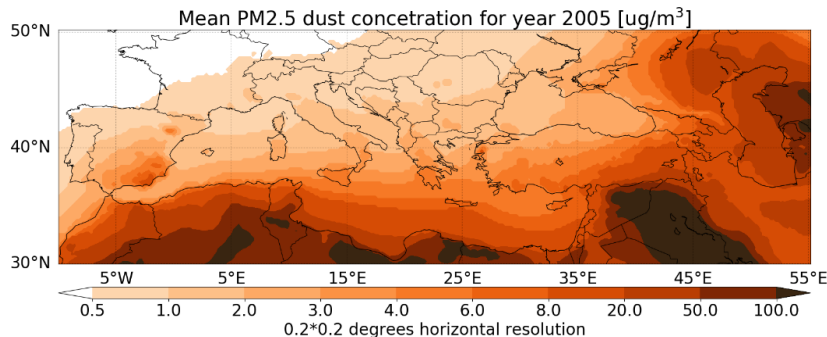 Mean PM2.5 dust concetration for year 2005 [ug/m³]
50°N
40°N
30°N
5°W 5°E 15°E 25°E 35°E 45°E 55°E
0.5 1.0 2.0 3.0 4.0 6.0 8.0 20.0 50.0 100.0
0.2*0.2 degrees horizontal resolution